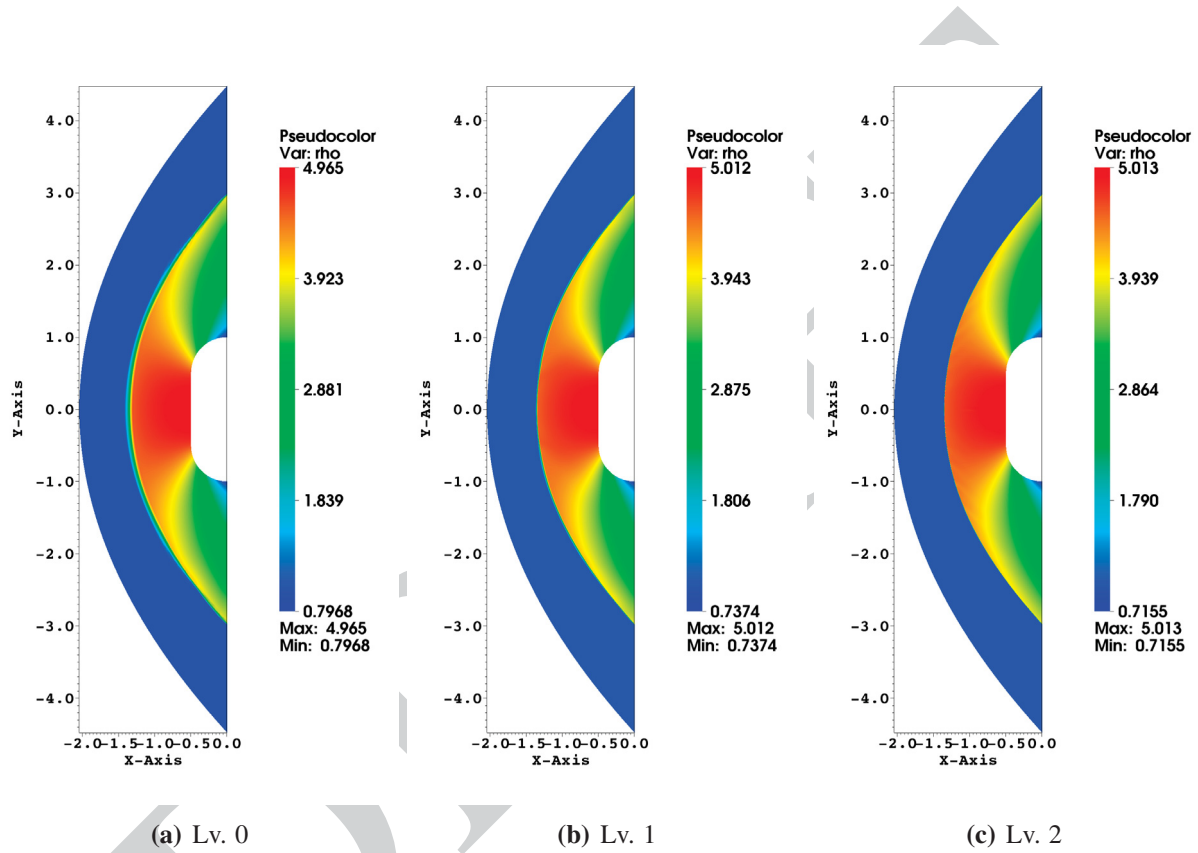 Pseudocolor
Var: rho
4.965
3.923
2.881
1.839
0.7968
Max: 4.965
Min: 0.7968
4.0
3.0
2.0
1.0
0.0
-1.0
-2.0
-3.0
-4.0
Y-Axis
-2.0-1.5-1.0-0.50.0
X-Axis
(a) Lv. 0
Pseudocolor
Var: rho
5.012
3.943
2.875
1.806
0.7374
Max: 5.012
Min: 0.7374
4.0
3.0
2.0
1.0
0.0
-1.0
-2.0
-3.0
-4.0
Y-Axis
-2.0-1.5-1.0-0.50.0
X-Axis
(b) Lv. 1
Pseudocolor
Var: rho
5.013
3.939
2.864
1.790
0.7155
Max: 5.013
Min: 0.7155
4.0
3.0
2.0
1.0
0.0
-1.0
-2.0
-3.0
-4.0
Y-Axis
-2.0-1.5-1.0-0.50.0
X-Axis
(c) Lv. 2